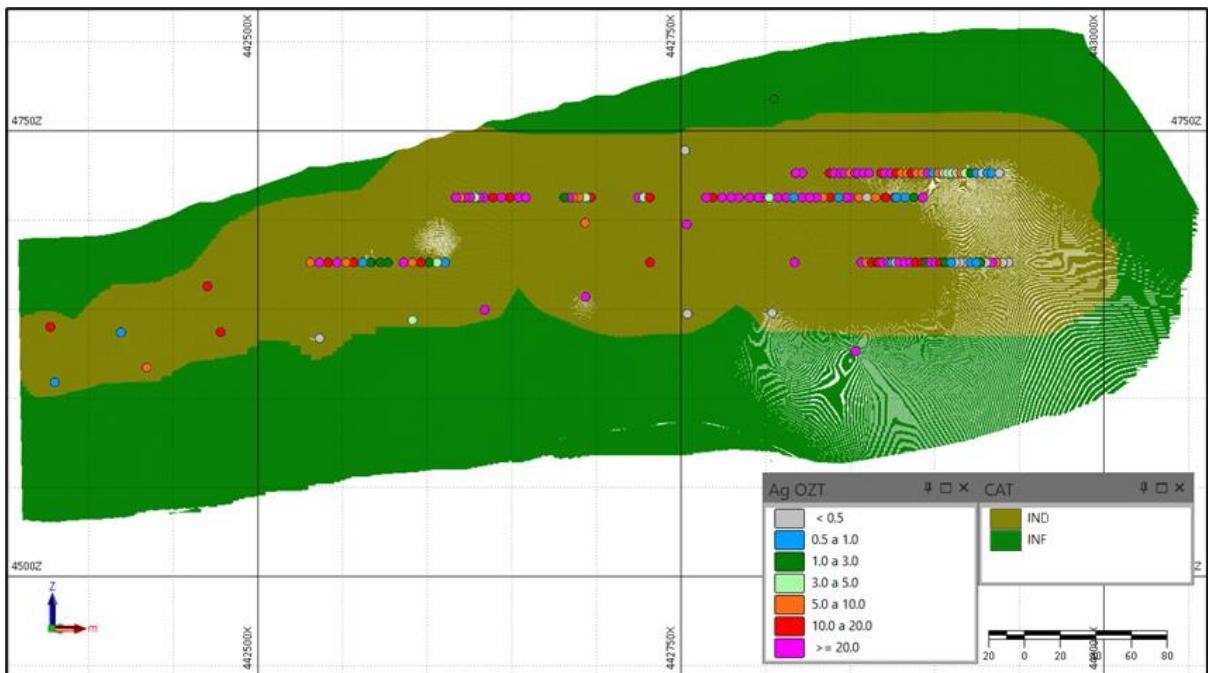 442500X
442750X
443000X
4750Z
4750Z
Ag OZT
CAT
< 0.5
0.5 a 1.0
1.0 a 3.0
3.0 a 5.0
5.0 a 10.0
10.0 a 20.0
>= 20.0
IND
INF
4500Z
Z
Z
m
442500X
442750X
20 0 20 40 60 80